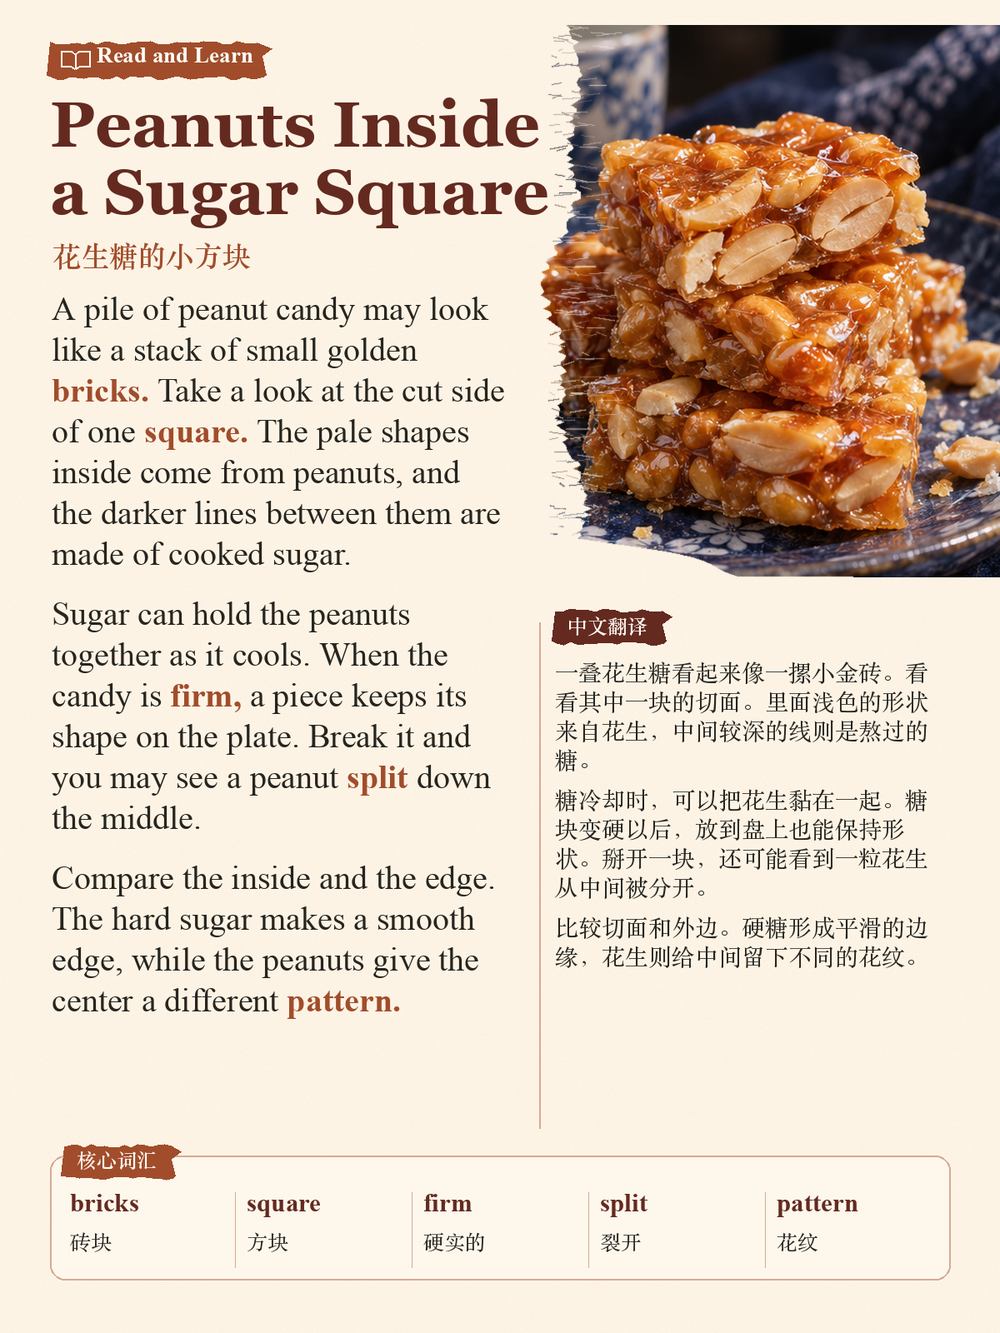 Read and Learn
Peanuts Inside
a Sugar Square
花生糖的小方块
A pile of peanut candy may look
like a stack of small golden
bricks. Take a look at the cut side
of one square. The pale shapes
inside come from peanuts, and
the darker lines between them are
made of cooked sugar.
Sugar can hold the peanuts
together as it cools. When the
candy is firm, a piece keeps its
shape on the plate. Break it and
you may see a peanut split down
the middle.
Compare the inside and the edge.
The hard sugar makes a smooth
edge, while the peanuts give the
center a different pattern.
中文翻译
一叠花生糖看起来像一摞小金砖。看
看其中一块的切面。里面浅色的形状
来自花生，中间较深的线则是熬过的
糖。
糖冷却时，可以把花生黏在一起。糖
块变硬以后，放到盘上也能保持形
状。掰开一块，还可能看到一粒花生
从中间被分开。
比较切面和外边。硬糖形成平滑的边
缘，花生则给中间留下不同的花纹。
核心词汇
bricks
砖块
square
方块
firm
硬实的
split
裂开
pattern
花纹